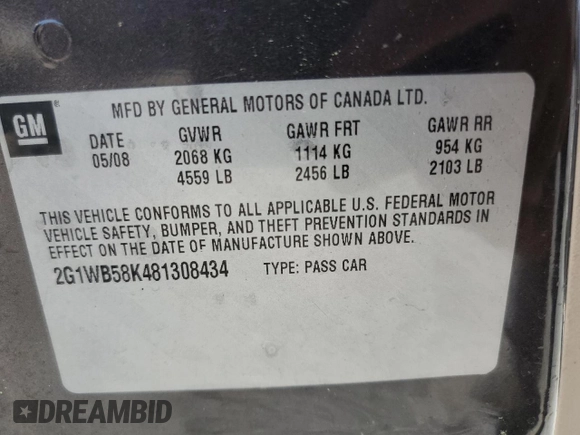 GM
MFD BY GENERAL MOTORS OF CANADA LTD.
DATE GVWR GAWR FRT GAWR RR
05/08 2068 KG 1114 KG 954 KG
4559 LB 2456 LB 2103 LB
THIS VEHICLE CONFORMS TO ALL APPLICABLE U.S. FEDERAL MOTOR
VEHICLE SAFETY, BUMPER, AND THEFT PREVENTION STANDARDS IN
EFFECT ON THE DATE OF MANUFACTURE SHOWN ABOVE.
2G1WB58K481308434 TYPE: PASS CAR
DREAMBID